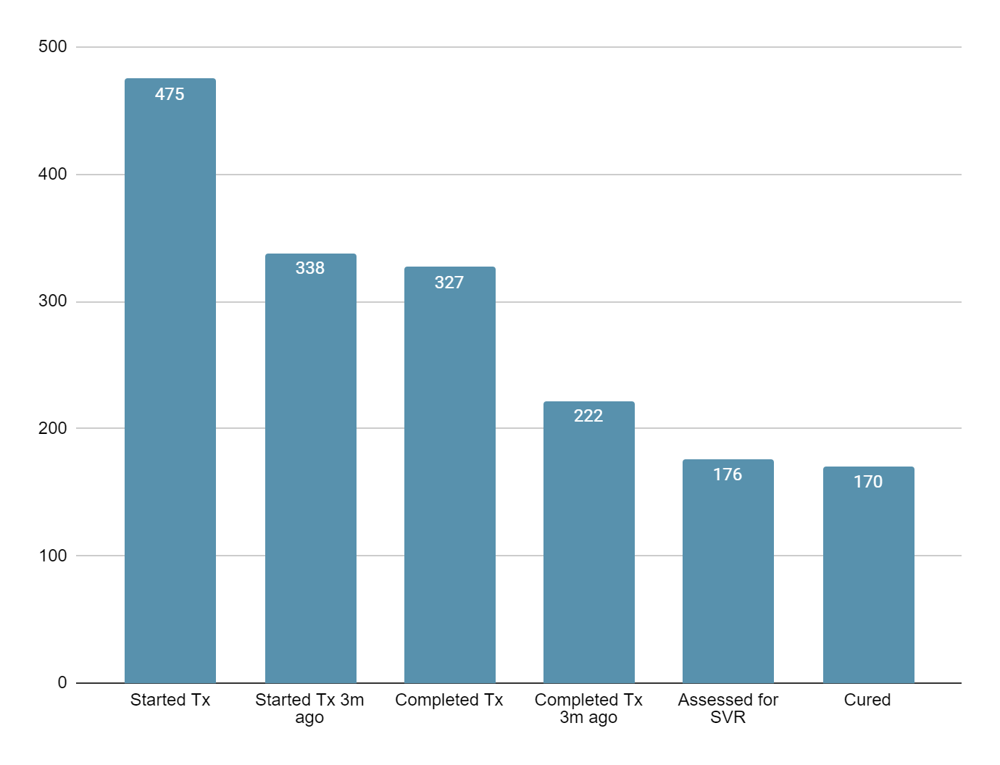 500
400
300
200
100
0
475
338
327
222
176
170
Started Tx
Started Tx 3m
ago
Completed Tx
Completed Tx
3m ago
Assessed for
SVR
Cured